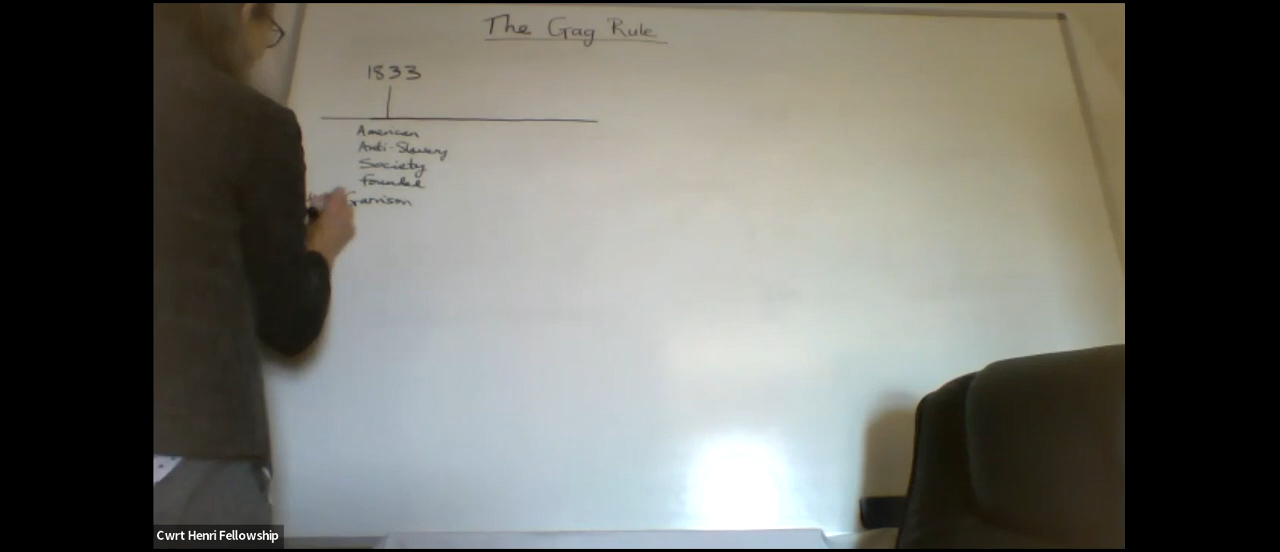 The Gag Rule
1833
American
Anti-Slavery
Society
Founded
Garrison
Cwrt Henri Fellowship